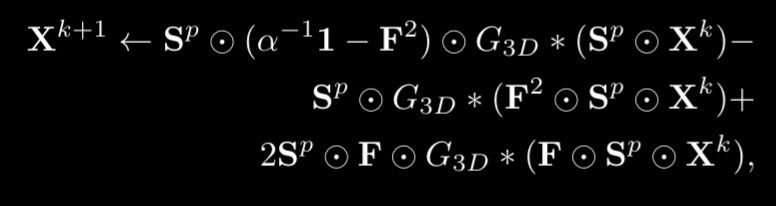 𝐗^{k+1} ← 𝐒^p ⊙ (α^{−1}𝟏 − 𝐅^2) ⊙ G_{3D} ∗ (𝐒^p ⊙ 𝐗^k)−
𝐒^p ⊙ G_{3D} ∗ (𝐅^2 ⊙ 𝐒^p ⊙ 𝐗^k)+
2𝐒^p ⊙ 𝐅 ⊙ G_{3D} ∗ (𝐅 ⊙ 𝐒^p ⊙ 𝐗^k),